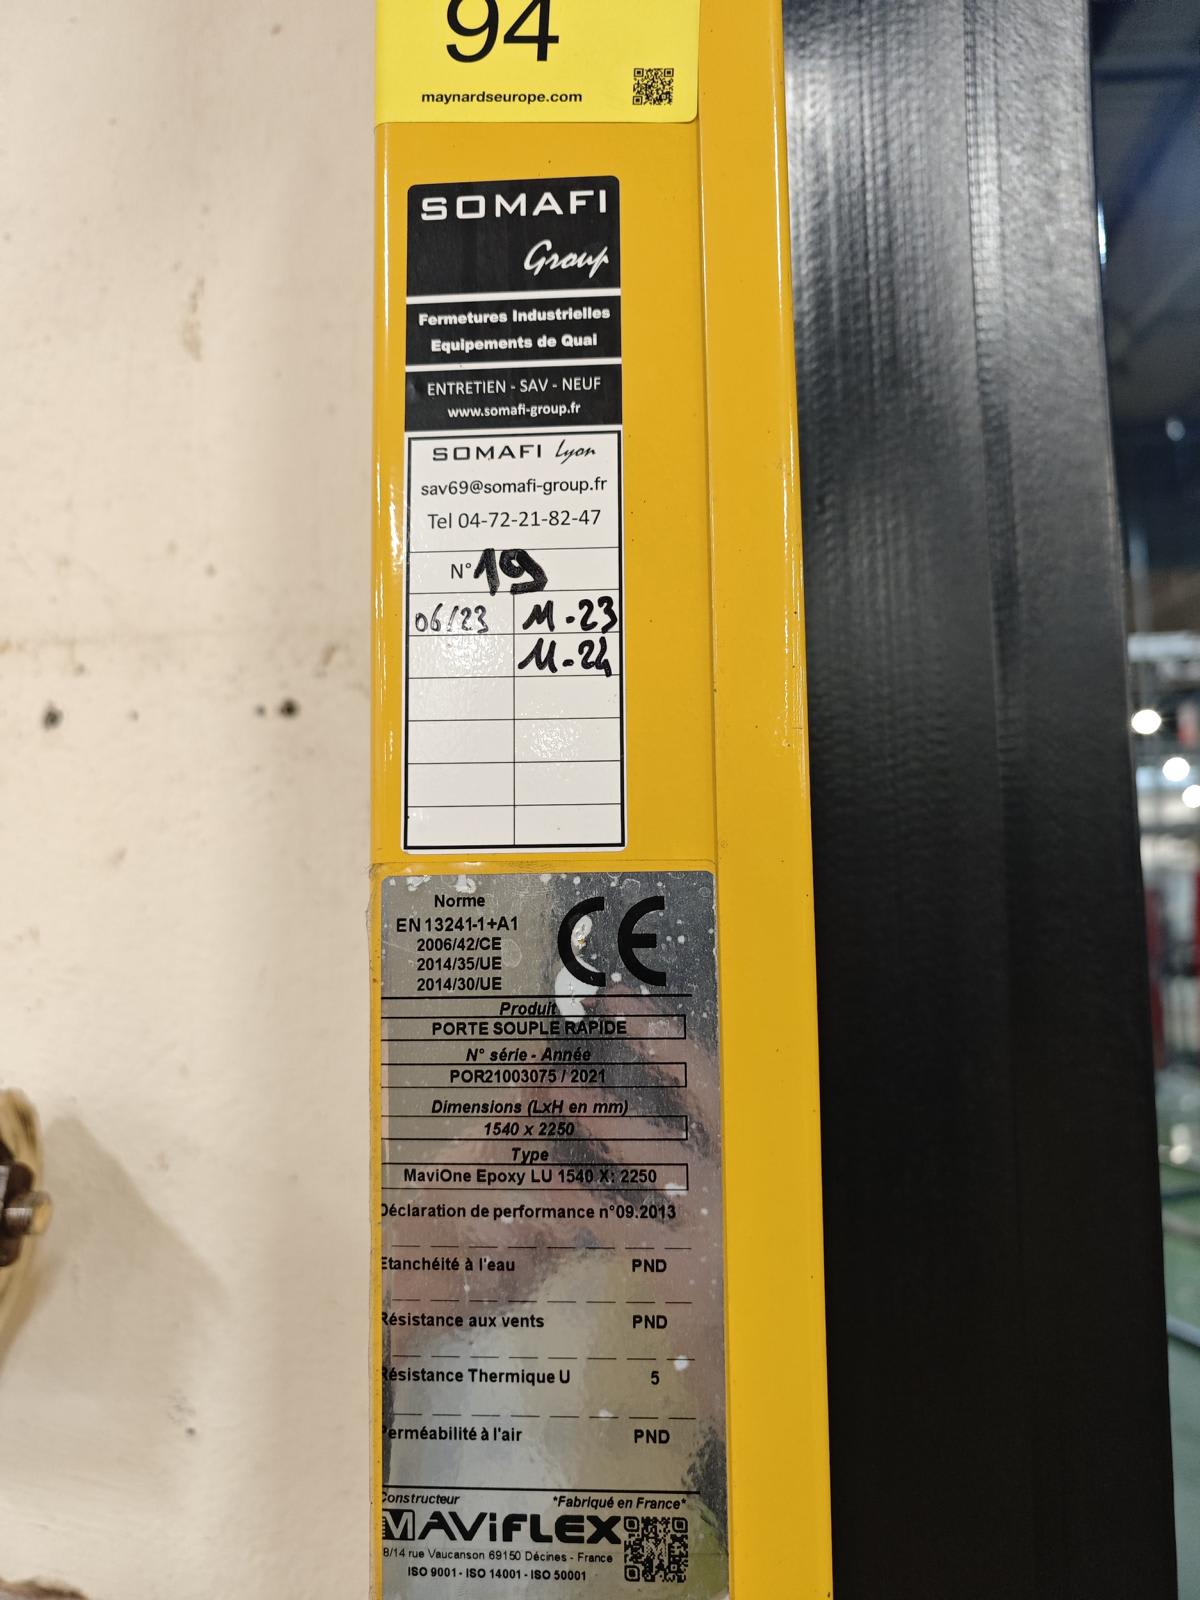 94
maynardseurope.com
SOMAFI
Group
Fermetures Industrielles
Equipements de Quai
ENTRETIEN - SAV - NEUF
www.somafi-group.fr
SOMAFI Lyon
sav69@somafi-group.fr
Tel 04-72-21-82-47
N° 19
06/23 M-23
M-24
Norme
EN 13241-1+A1
2006/42/CE
2014/35/UE
2014/30/UE
CE
Produit
PORTE SOUPLE RAPIDE
N° série - Année
POR21003075 / 2021
Dimensions (LxH en mm)
1540 x 2250
Type
MaviOne Epoxy LU 1540 X: 2250
Déclaration de performance n°09.2013
Etanchéité à l'eau PND
Résistance aux vents PND
Résistance Thermique U 5
Perméabilité à l'air PND
Constructeur *Fabriqué en France*
MAViFLEX
8/14 rue Vaucanson 69150 Décines - France
ISO 9001 - ISO 14001 - ISO 50001